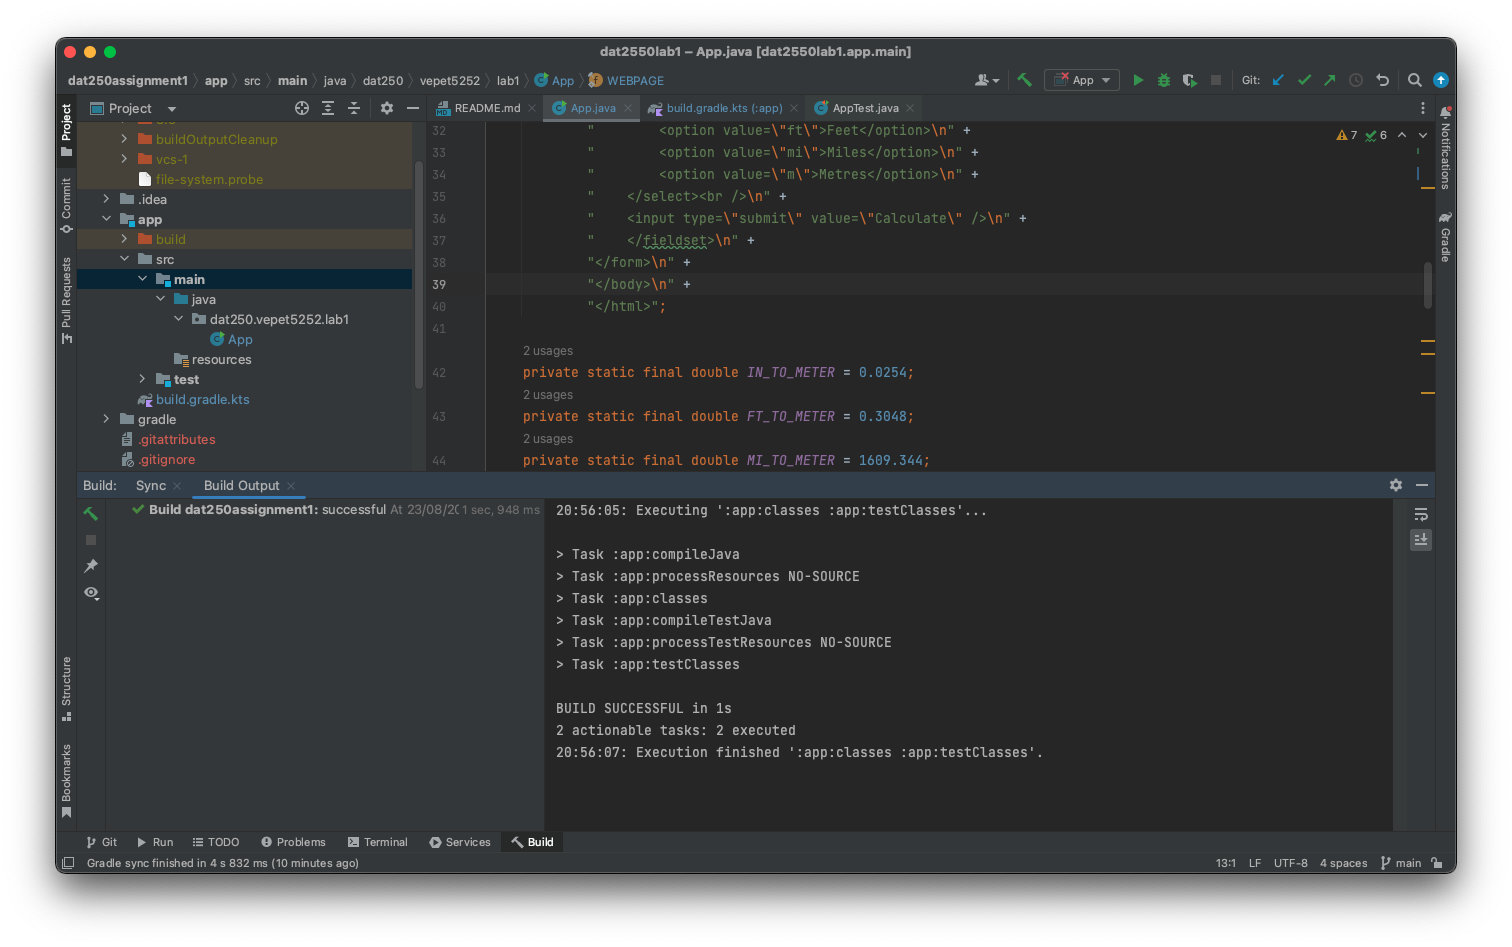 dat2550lab1 – App.java [dat2550lab1.app.main]
dat250assignment1 app src main java dat250 vepet5252 lab1 App WEBPAGE
App
Git:
Project
README.md
App.java
build.gradle.kts (:app)
AppTest.java
Project
Commit
Pull Requests
Structure
Bookmarks
Notifications
Gradle
buildOutputCleanup
vcs-1
file-system.probe
.idea
app
build
src
main
java
dat250.vepet5252.lab1
App
resources
test
build.gradle.kts
gradle
.gitattributes
.gitignore
7 6
32 "        <option value=\"ft\">Feet</option>\n" +
33 "        <option value=\"mi\">Miles</option>\n" +
34 "        <option value=\"m\">Metres</option>\n" +
35 "    </select><br />\n" +
36 "    <input type=\"submit\" value=\"Calculate\" />\n" +
37 "    </fieldset>\n" +
38 "</form>\n" +
39 "</body>\n" +
40 "</html>";
41
2 usages
42 private static final double IN_TO_METER = 0.0254;
2 usages
43 private static final double FT_TO_METER = 0.3048;
2 usages
44 private static final double MI_TO_METER = 1609.344;
Build: Sync Build Output
Build dat250assignment1: successful At 23/08/20 1 sec, 948 ms
20:56:05: Executing ':app:classes :app:testClasses'...
> Task :app:compileJava
> Task :app:processResources NO-SOURCE
> Task :app:classes
> Task :app:compileTestJava
> Task :app:processTestResources NO-SOURCE
> Task :app:testClasses
BUILD SUCCESSFUL in 1s
2 actionable tasks: 2 executed
20:56:07: Execution finished ':app:classes :app:testClasses'.
Git Run TODO Problems Terminal Services Build
Gradle sync finished in 4 s 832 ms (10 minutes ago)
13:1 LF UTF-8 4 spaces main